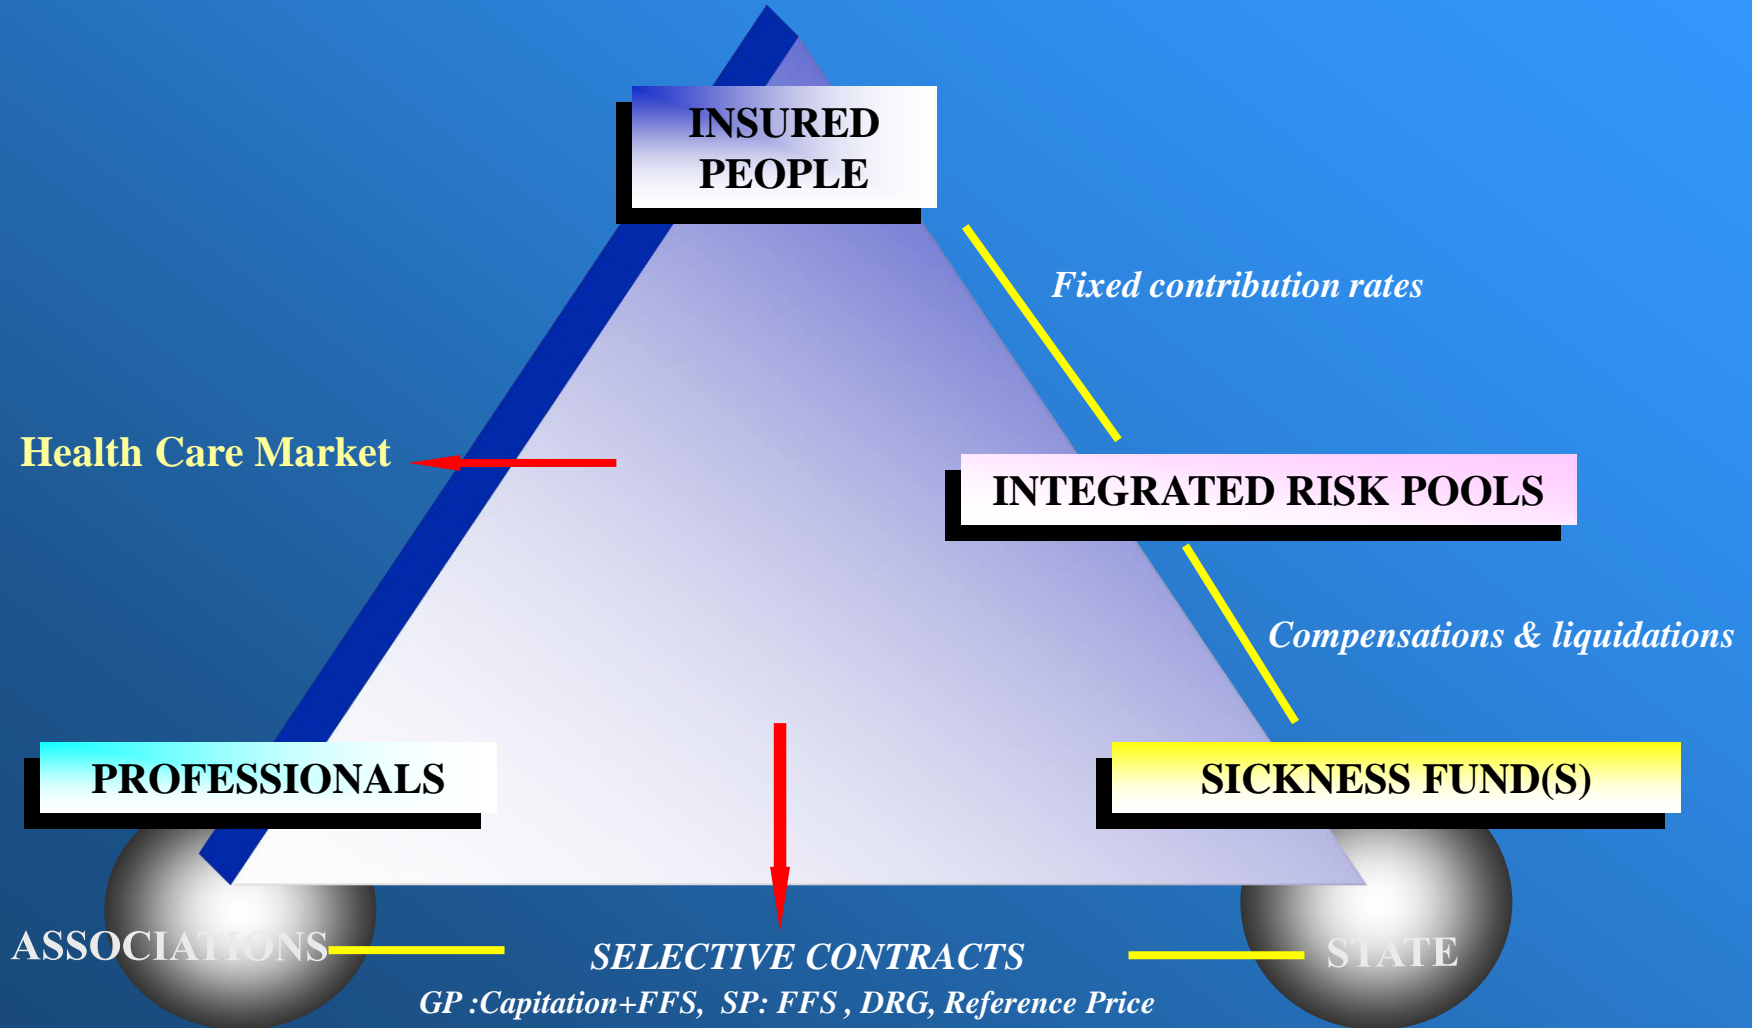 INSURED
PEOPLE
Fixed contribution rates
Health Care Market
INTEGRATED RISK POOLS
Compensations & liquidations
PROFESSIONALS
SICKNESS FUND(S)
ASSOCIATIONS
SELECTIVE CONTRACTS
STATE
GP :Capitation+FFS, SP: FFS , DRG, Reference Price